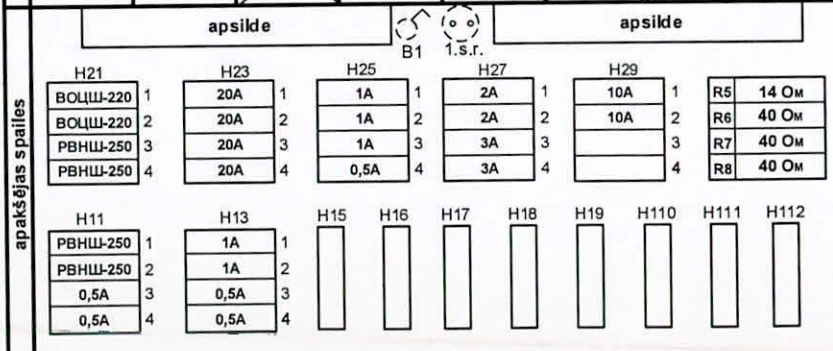 apsilde apsilde
B1 1.s.r.
H21 H23 H25 H27 H29
ВОЦШ-220 1 20A 1 1A 1 2A 1 10A 1 R5 14 Ом
ВОЦШ-220 2 20A 2 1A 2 2A 2 10A 2 R6 40 Ом
РВНШ-250 3 20A 3 1A 3 3A 3 3 R7 40 Ом
РВНШ-250 4 20A 4 0,5A 4 3A 4 4 R8 40 Ом
apakšējas spailes
H11 H13 H15 H16 H17 H18 H19 H110 H111 H112
РВНШ-250 1 1A 1
РВНШ-250 2 1A 2
0,5A 3 0,5A 3
0,5A 4 0,5A 4